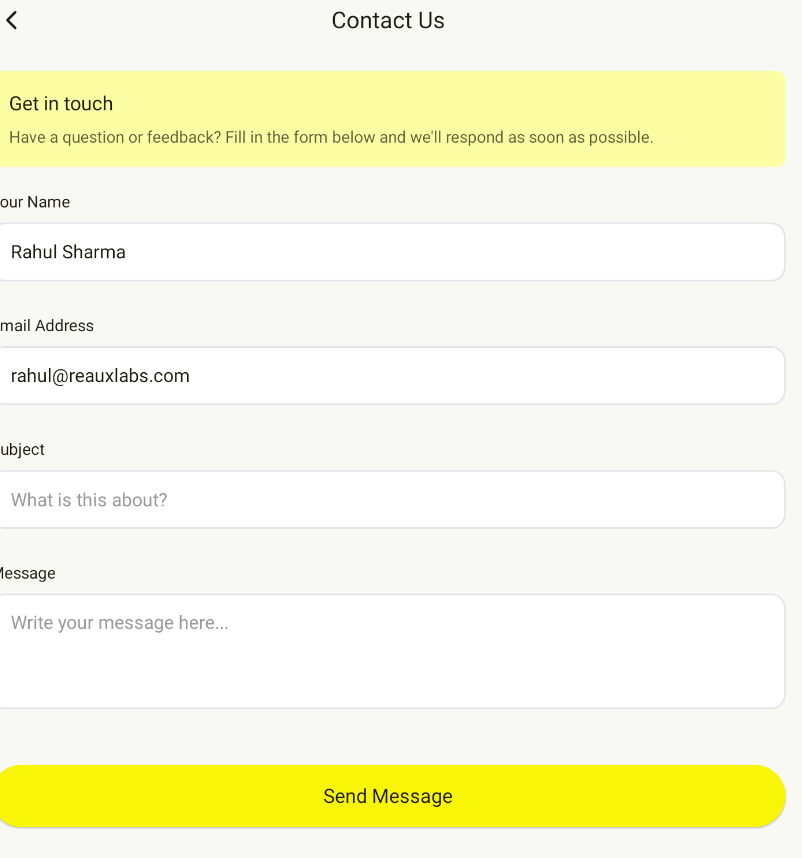 Contact Us
Get in touch
Have a question or feedback? Fill in the form below and we'll respond as soon as possible.
our Name
Rahul Sharma
mail Address
rahul@reauxlabs.com
ubject
What is this about?
Message
Write your message here...
Send Message